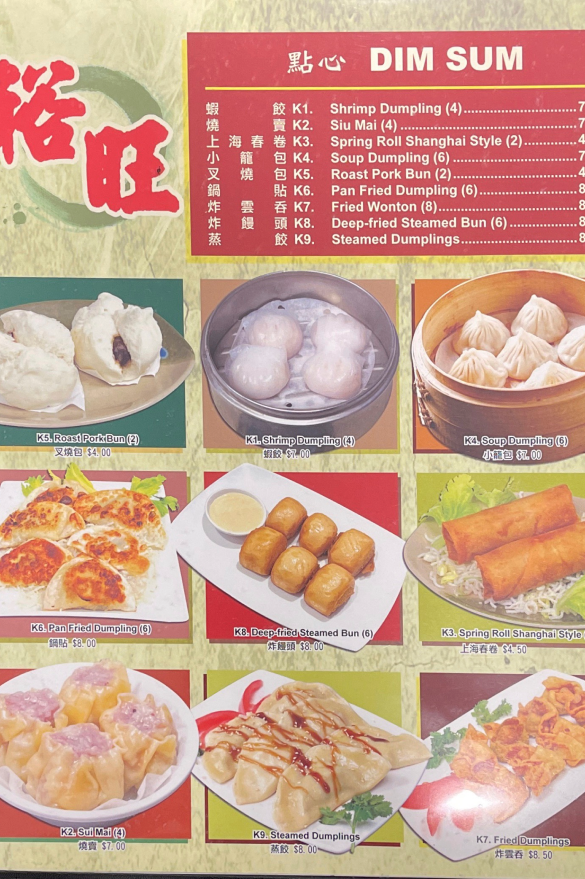 裕旺
點心 DIM SUM
蝦餃 K1. Shrimp Dumpling (4)...7
燒賣 K2. Siu Mai (4)...7
上海春卷 K3. Spring Roll Shanghai Style (2)...4
小籠包 K4. Soup Dumpling (6)...7
叉燒包 K5. Roast Pork Bun (2)...4
鍋貼 K6. Pan Fried Dumpling (6)...8
炸雲吞 K7. Fried Wonton (8)...8
炸饅頭 K8. Deep-fried Steamed Bun (6)...8
蒸餃 K9. Steamed Dumplings...8
K5. Roast Pork Bun (2)
叉燒包 $4.00
K1. Shrimp Dumpling (4)
蝦餃 $7.00
K4. Soup Dumpling (6)
小籠包 $7.00
K6. Pan Fried Dumpling (6)
鍋貼 $8.00
K8. Deep-fried Steamed Bun (6)
炸饅頭 $8.00
K3. Spring Roll Shanghai Style
上海春卷 $4.50
K2. Sui Mai (4)
燒賣 $7.00
K9. Steamed Dumplings
蒸餃 $8.00
K7. Fried Dumplings
炸雲吞 $8.50